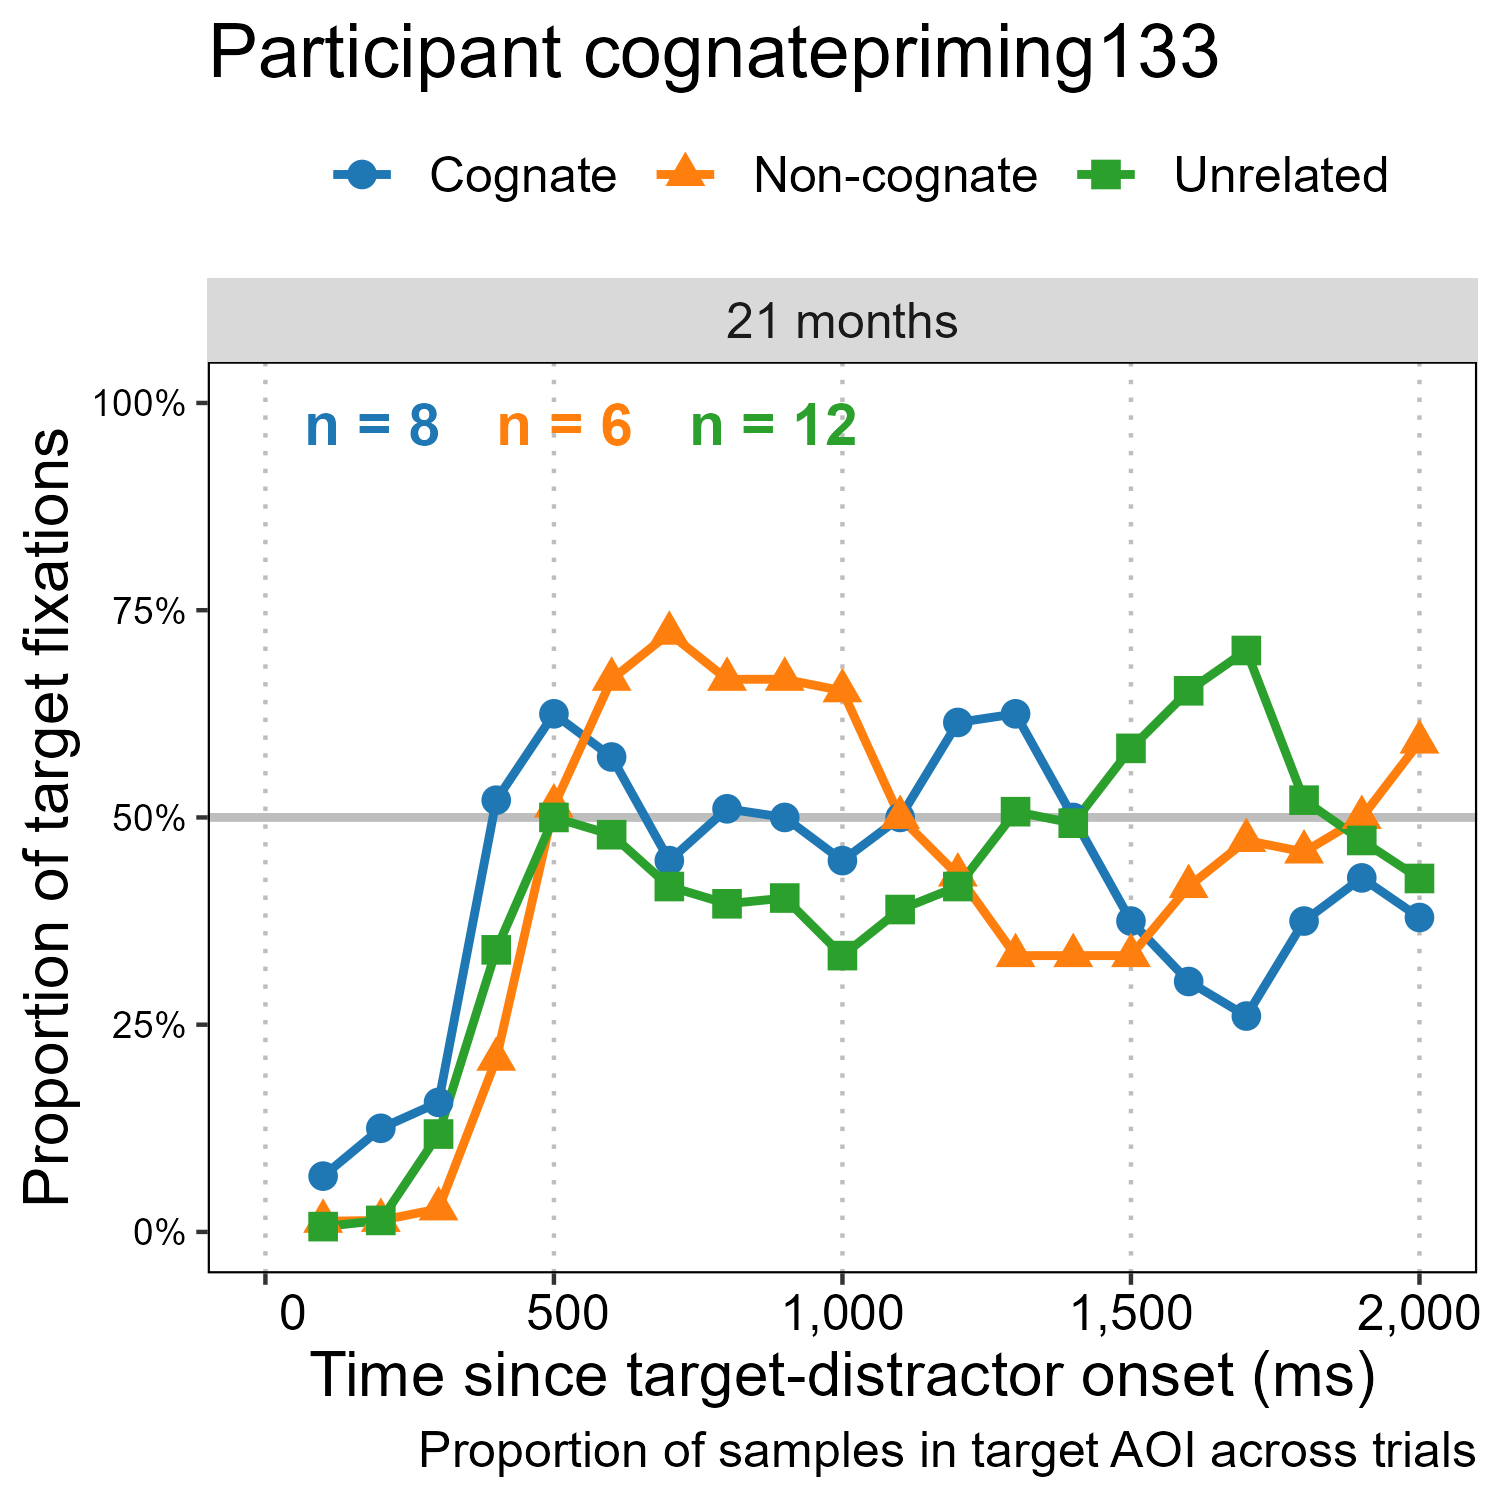 Participant cognatepriming133
Cognate Non-cognate Unrelated
21 months
n = 8 n = 6 n = 12
100%
75%
50%
25%
0%
Proportion of target fixations
0 500 1,000 1,500 2,000
Time since target-distractor onset (ms)
Proportion of samples in target AOI across trials